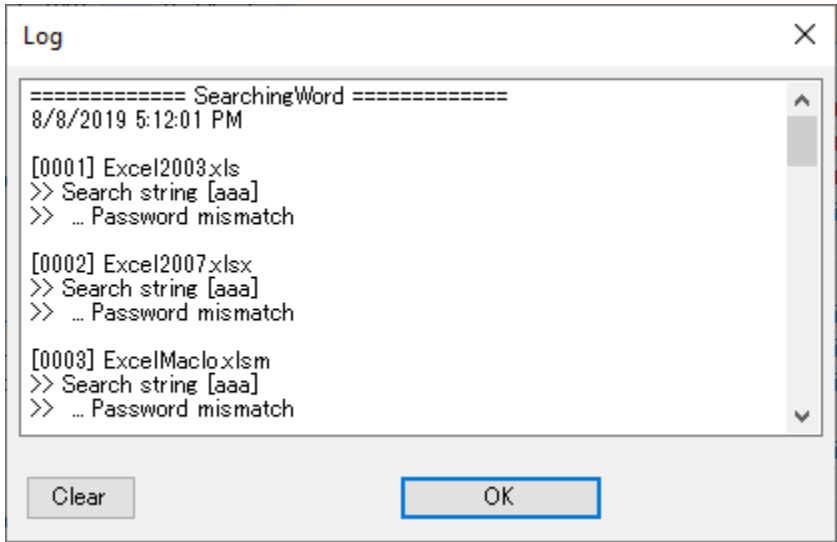 Log
============= SearchingWord =============
8/8/2019 5:12:01 PM
[0001] Excel2003.xls
>> Search string [aaa]
>>  ... Password mismatch
[0002] Excel2007.xlsx
>> Search string [aaa]
>>  ... Password mismatch
[0003] ExcelMaclo.xlsm
>> Search string [aaa]
>>  ... Password mismatch
Clear
OK